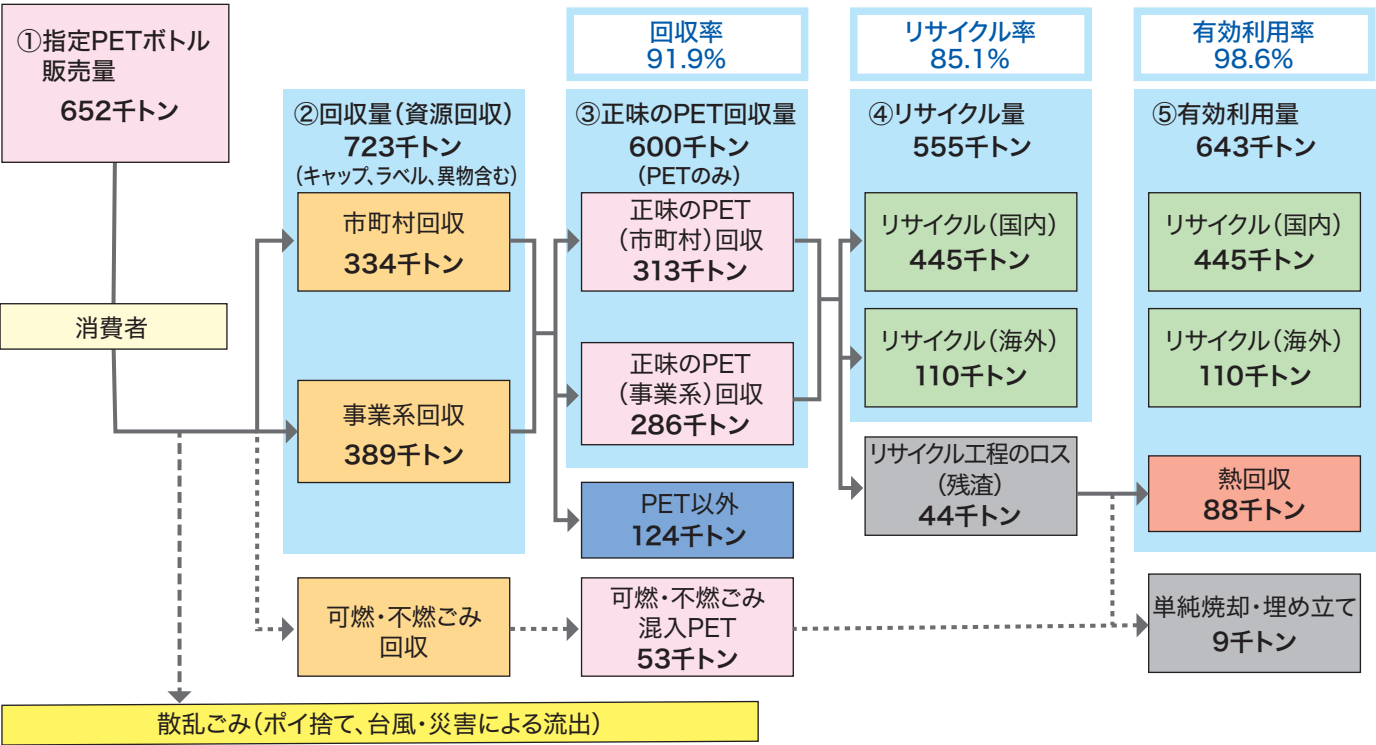 ①指定PETボトル
販売量
652千トン
消費者
②回収量(資源回収)
723千トン
(キャップ、ラベル、異物含む)
市町村回収
334千トン
事業系回収
389千トン
可燃・不燃ごみ
回収
回収率
91.9%
③正味のPET回収量
600千トン
(PETのみ)
正味のPET
(市町村)回収
313千トン
正味のPET
(事業系)回収
286千トン
PET以外
124千トン
可燃・不燃ごみ
混入PET
53千トン
リサイクル率
85.1%
④リサイクル量
555千トン
リサイクル(国内)
445千トン
リサイクル(海外)
110千トン
リサイクル工程のロス
(残渣)
44千トン
有効利用率
98.6%
⑤有効利用量
643千トン
リサイクル(国内)
445千トン
リサイクル(海外)
110千トン
熱回収
88千トン
単純焼却・埋め立て
9千トン
散乱ごみ(ポイ捨て、台風・災害による流出)